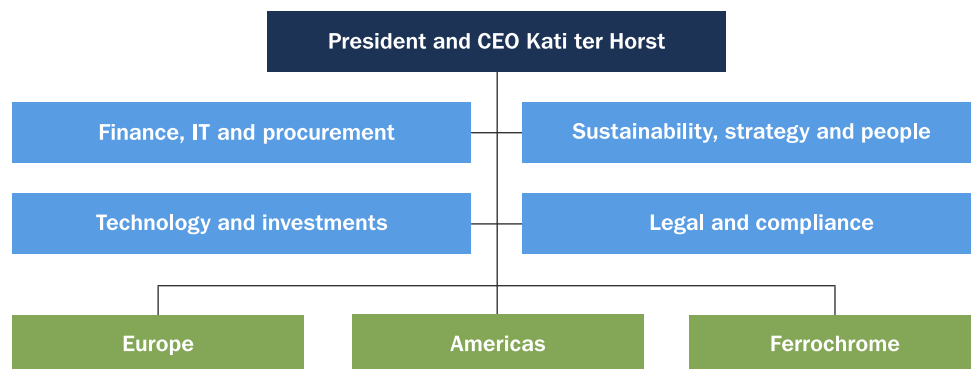 President and CEO Kati ter Horst
Finance, IT and procurement
Sustainability, strategy and people
Technology and investments
Legal and compliance
Europe
Americas
Ferrochrome